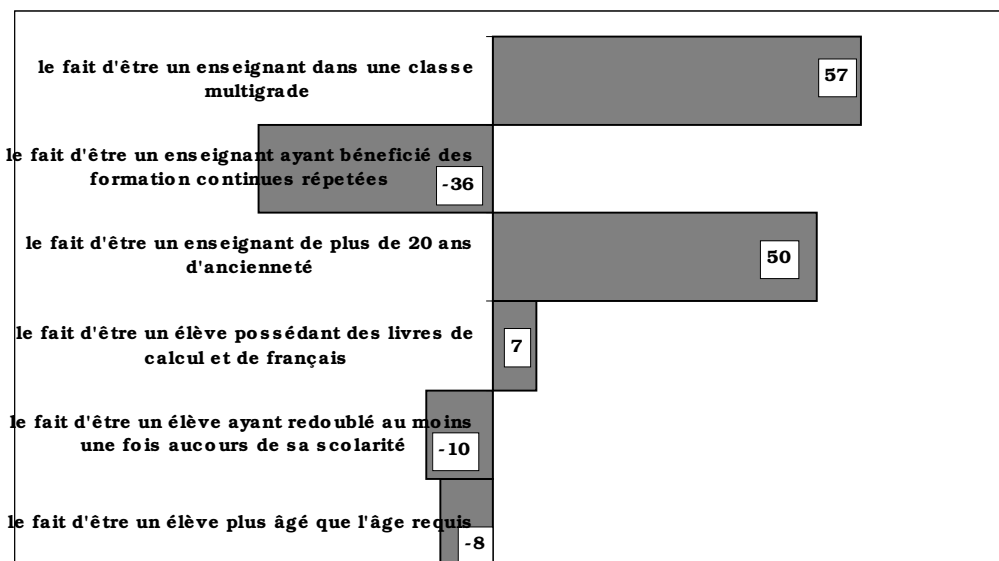 le fait d'être un enseignant dans une classe
multigrade
57
le fait d'être un enseignant ayant béneficié des
formation continues répetées
-36
le fait d'être un enseignant de plus de 20 ans
d'ancienneté
50
le fait d'être un élève possédant des livres de
calcul et de français
7
le fait d'être un élève ayant redoublé au moins
une fois aucours de sa scolarité
-10
le fait d'être un élève plus âgé que l'âge requis
-8